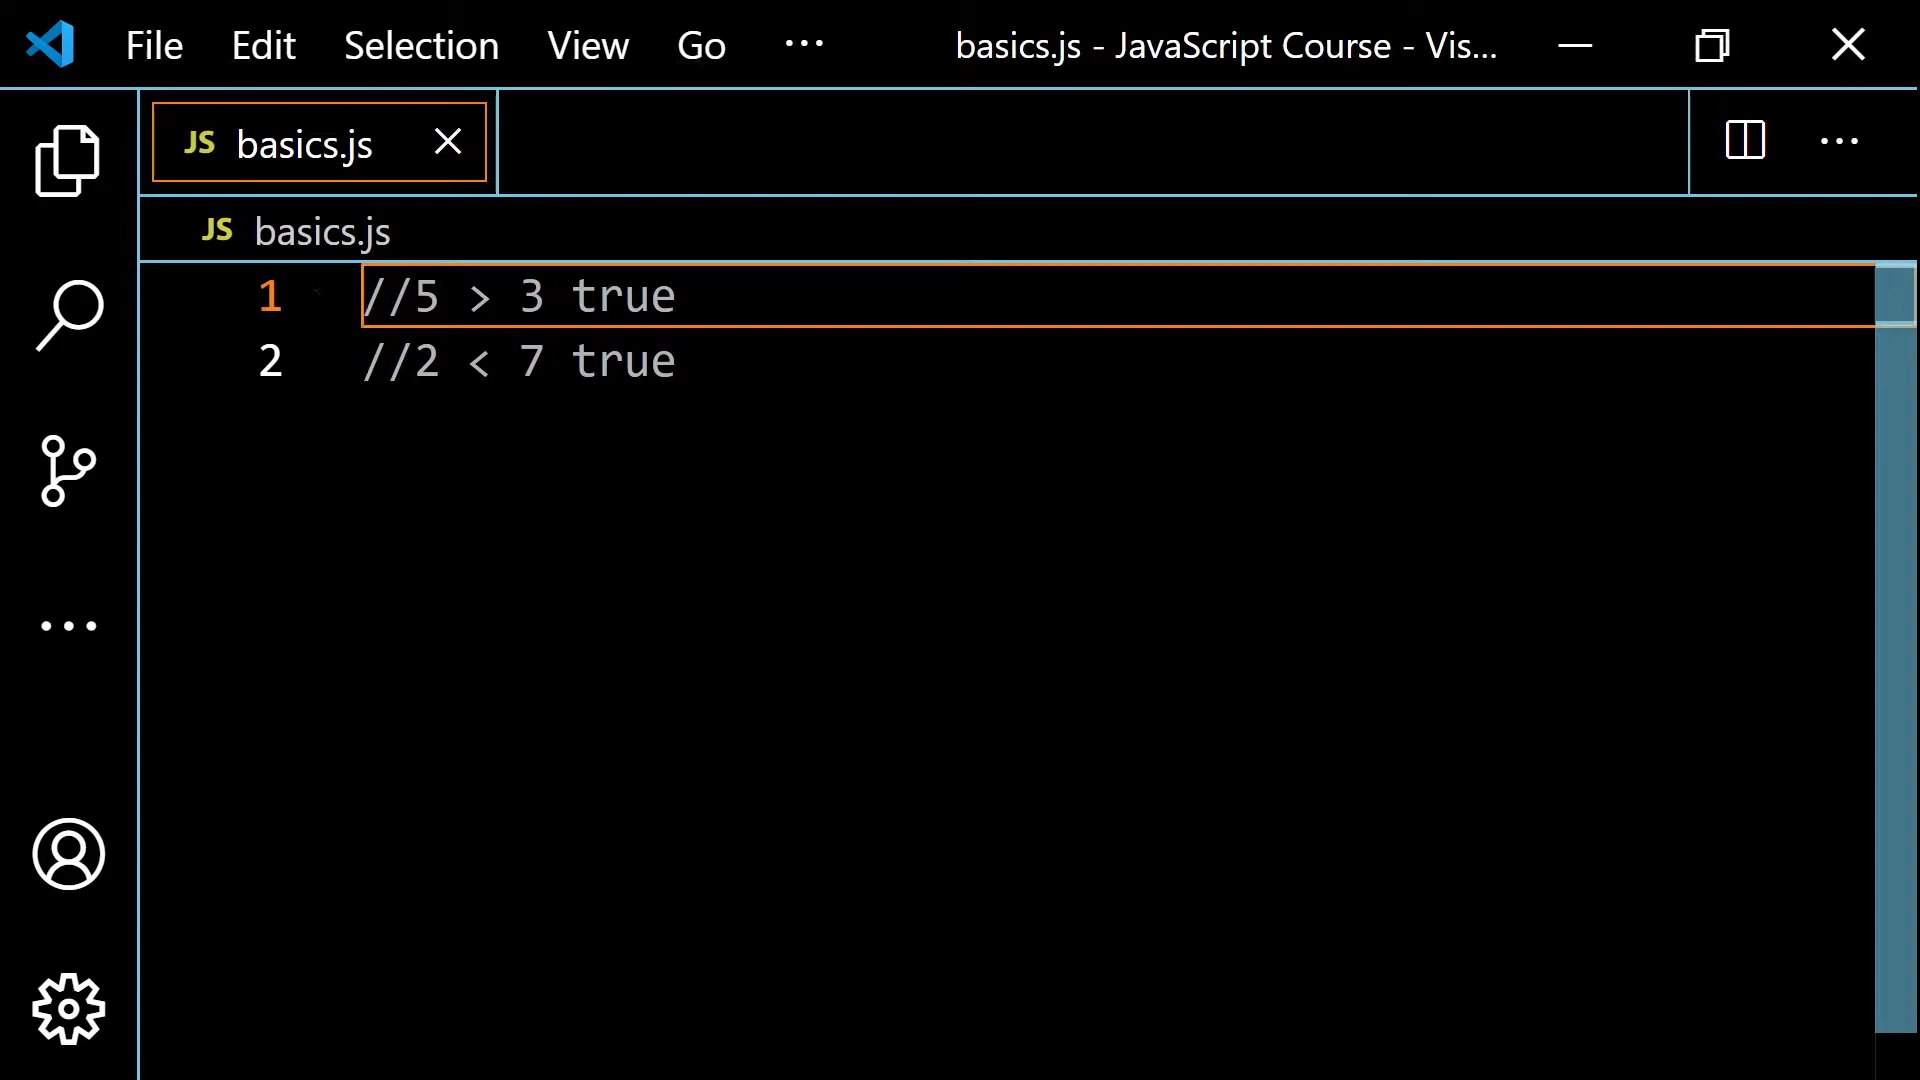 File Edit Selection View Go ... basics.js - JavaScript Course - Vis...
JS basics.js
JS basics.js
1 //5 > 3 true
2 //2 < 7 true